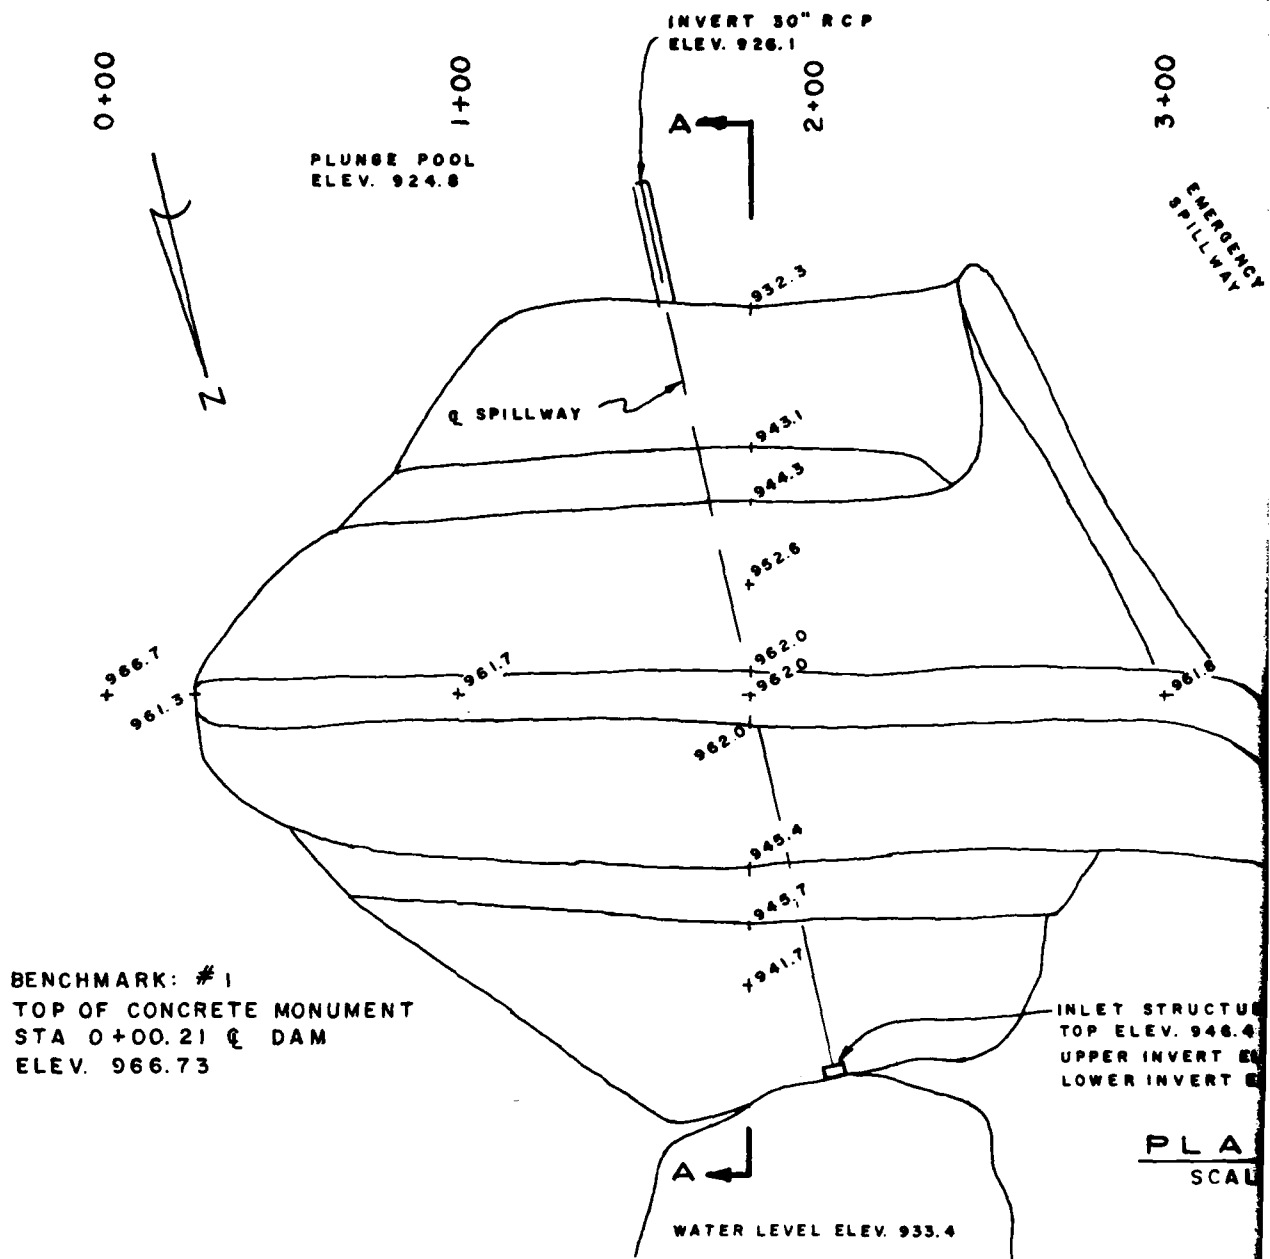 INVERT 30" RCP
ELEV. 926.1
0+00
1+00
2+00
3+00
A
PLUNGE POOL
ELEV. 924.8
EMERGENCY
SPILLWAY
932.3
N
℄ SPILLWAY
943.1
944.3
952.6
962.0
966.7
961.7
962.0
961.8
961.3
962.0
945.4
945.7
941.7
BENCHMARK: #1
TOP OF CONCRETE MONUMENT
STA 0+00.21 ℄ DAM
ELEV. 966.73
INLET STRUCTU
TOP ELEV. 946.4
UPPER INVERT
LOWER INVERT
PLA
SCAL
A
WATER LEVEL ELEV. 933.4